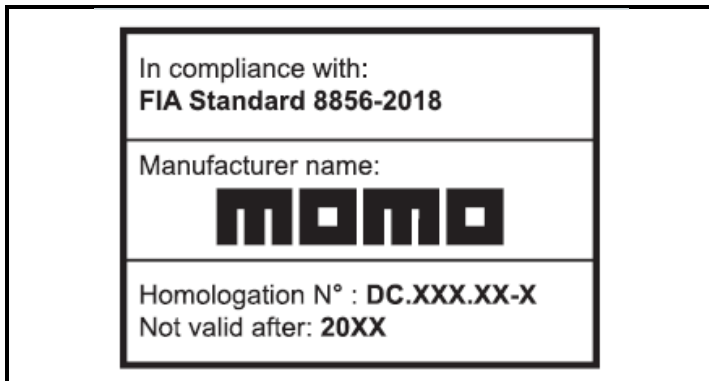 In compliance with:
FIA Standard 8856-2018
Manufacturer name:
momo
Homologation N° : DC.XXX.XX-X
Not valid after: 20XX